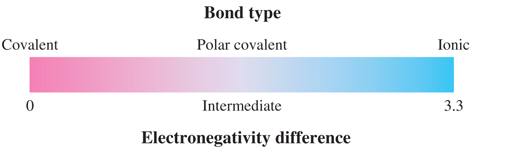 Bond type
Covalent Polar covalent Ionic
0 Intermediate 3.3
Electronegativity difference